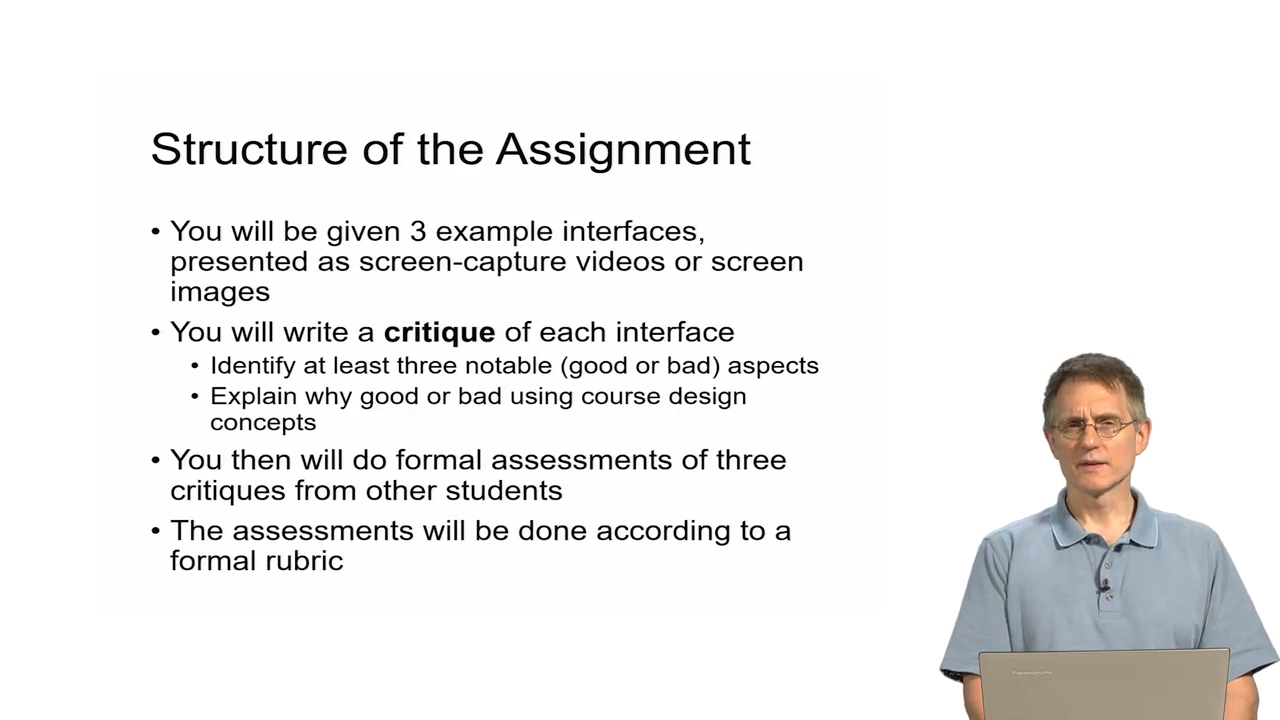 Structure of the Assignment
• You will be given 3 example interfaces,
presented as screen-capture videos or screen
images
• You will write a critique of each interface
• Identify at least three notable (good or bad) aspects
• Explain why good or bad using course design
concepts
• You then will do formal assessments of three
critiques from other students
• The assessments will be done according to a
formal rubric